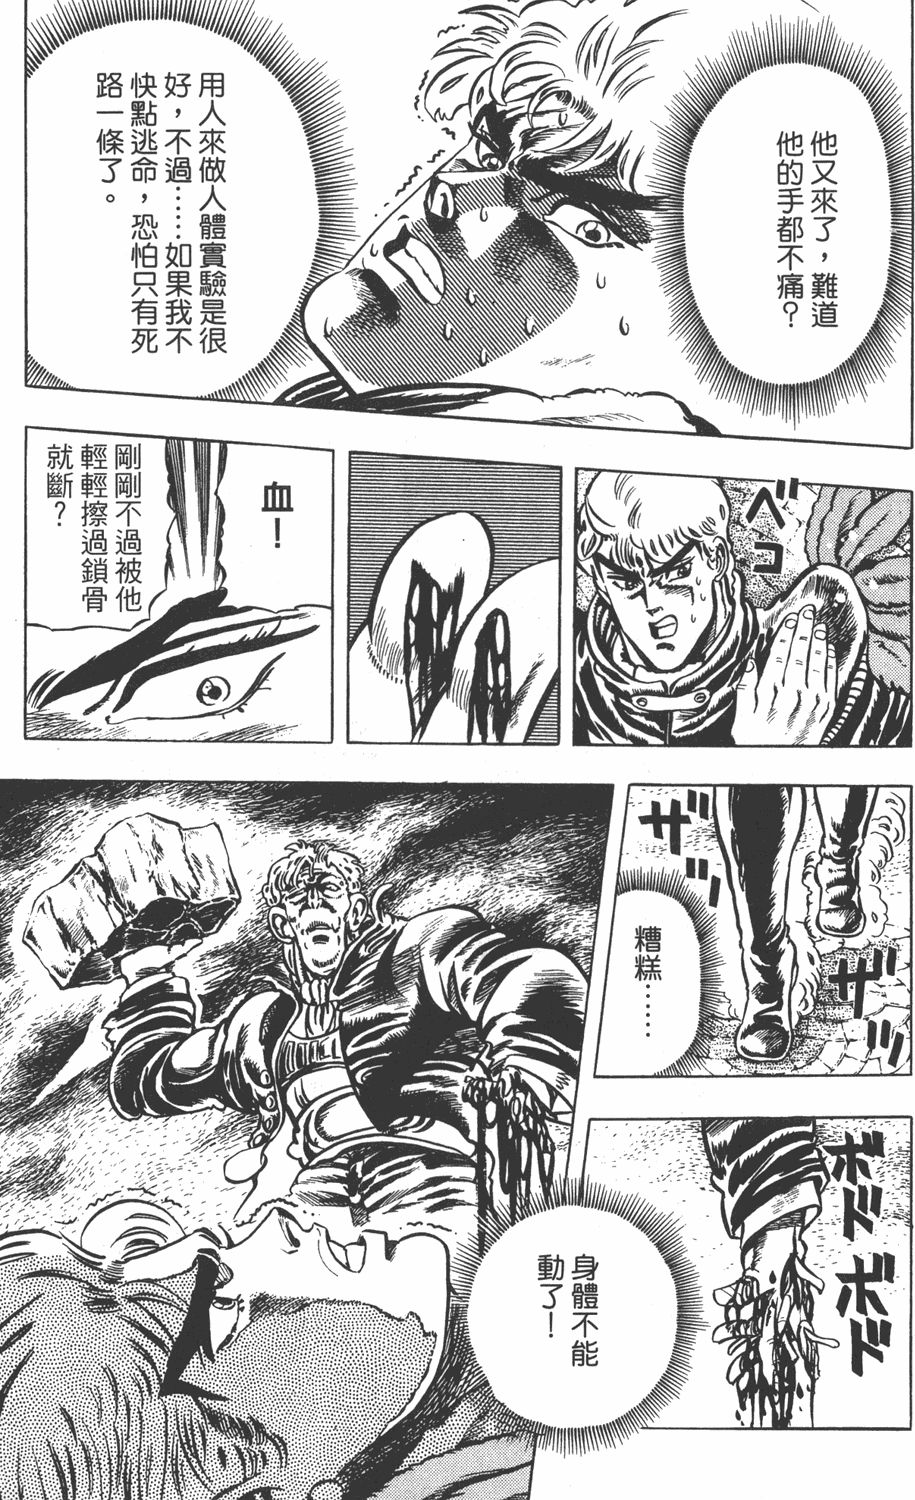 他又來了，難道
他的手都不痛？
用人來做人體實驗是很
好，不過……如果我不
快點逃命，恐怕只有死
路一條了。
ベコ
血！
剛剛不過被他
輕輕擦過鎖骨
就斷？
ザザ
ザッ
糟糕……
ボドボド
身體不能
動了！